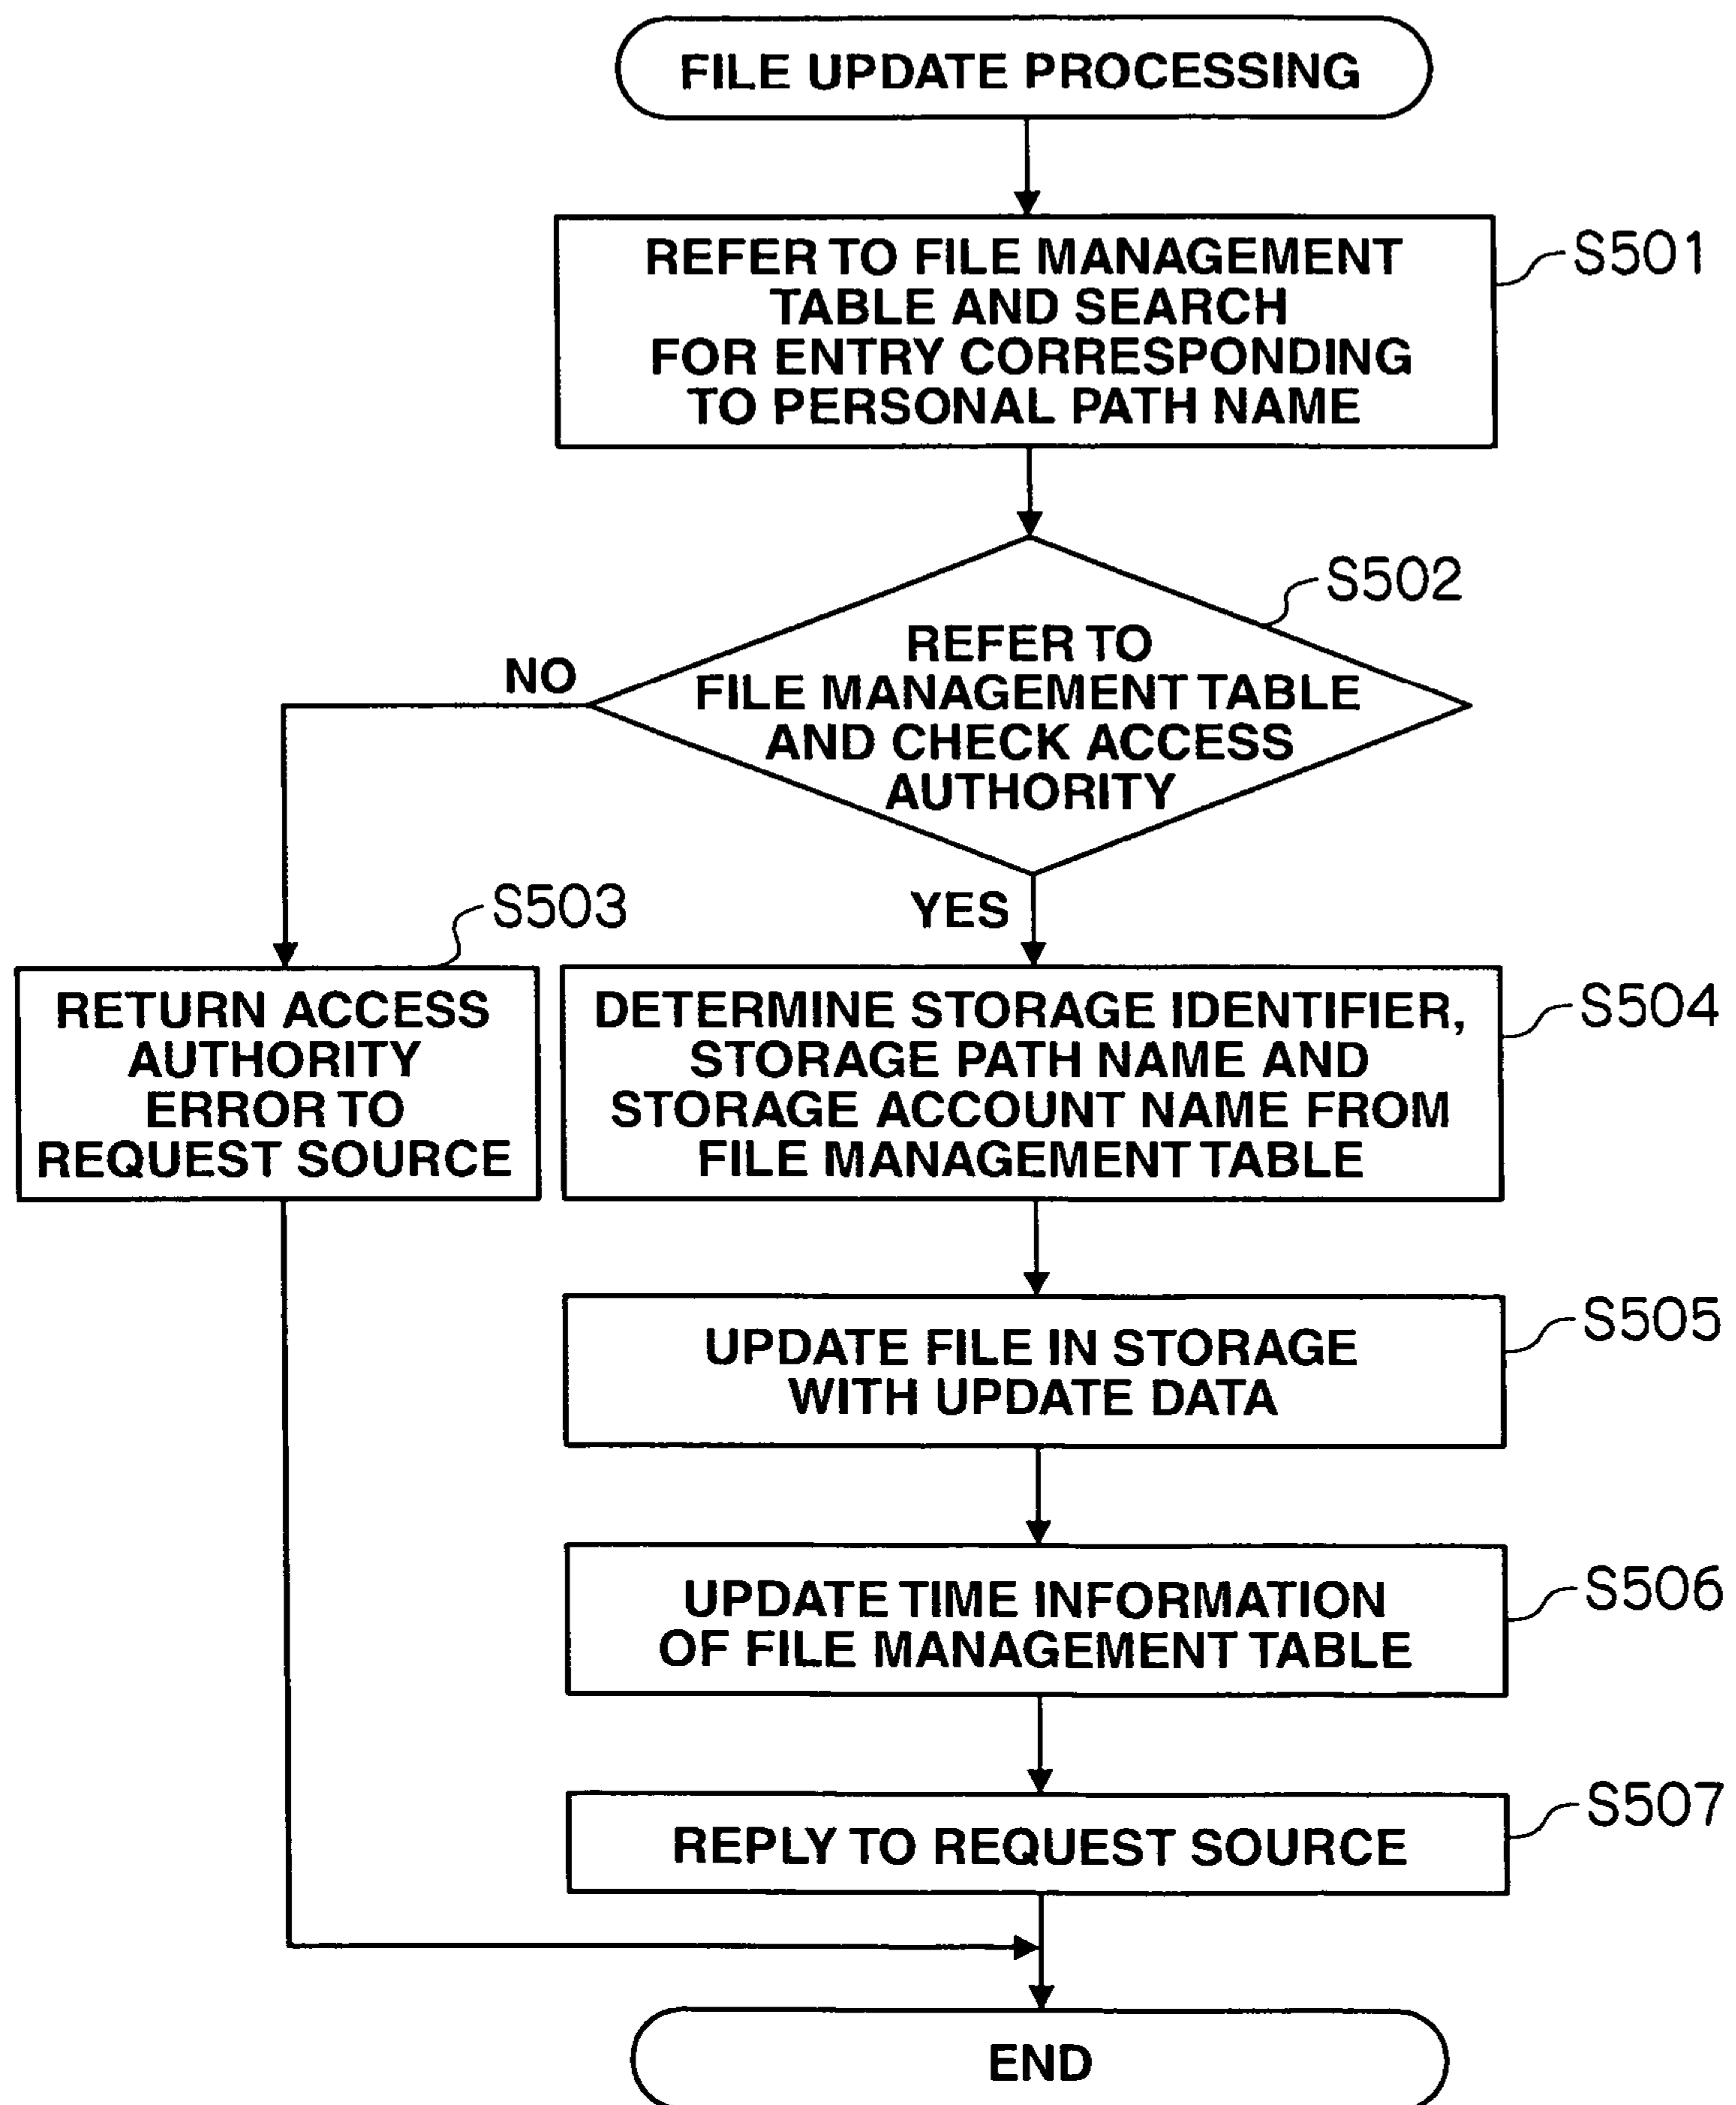 FILE UPDATE PROCESSING
REFER TO FILE MANAGEMENT
TABLE AND SEARCH
FOR ENTRY CORRESPONDING
TO PERSONAL PATH NAME
S501
S502
REFER TO
FILE MANAGEMENT TABLE
AND CHECK ACCESS
AUTHORITY
NO
YES
S503
RETURN ACCESS
AUTHORITY
ERROR TO
REQUEST SOURCE
DETERMINE STORAGE IDENTIFIER,
STORAGE PATH NAME AND
STORAGE ACCOUNT NAME FROM
FILE MANAGEMENT TABLE
S504
UPDATE FILE IN STORAGE
WITH UPDATE DATA
S505
UPDATE TIME INFORMATION
OF FILE MANAGEMENT TABLE
S506
REPLY TO REQUEST SOURCE
S507
END